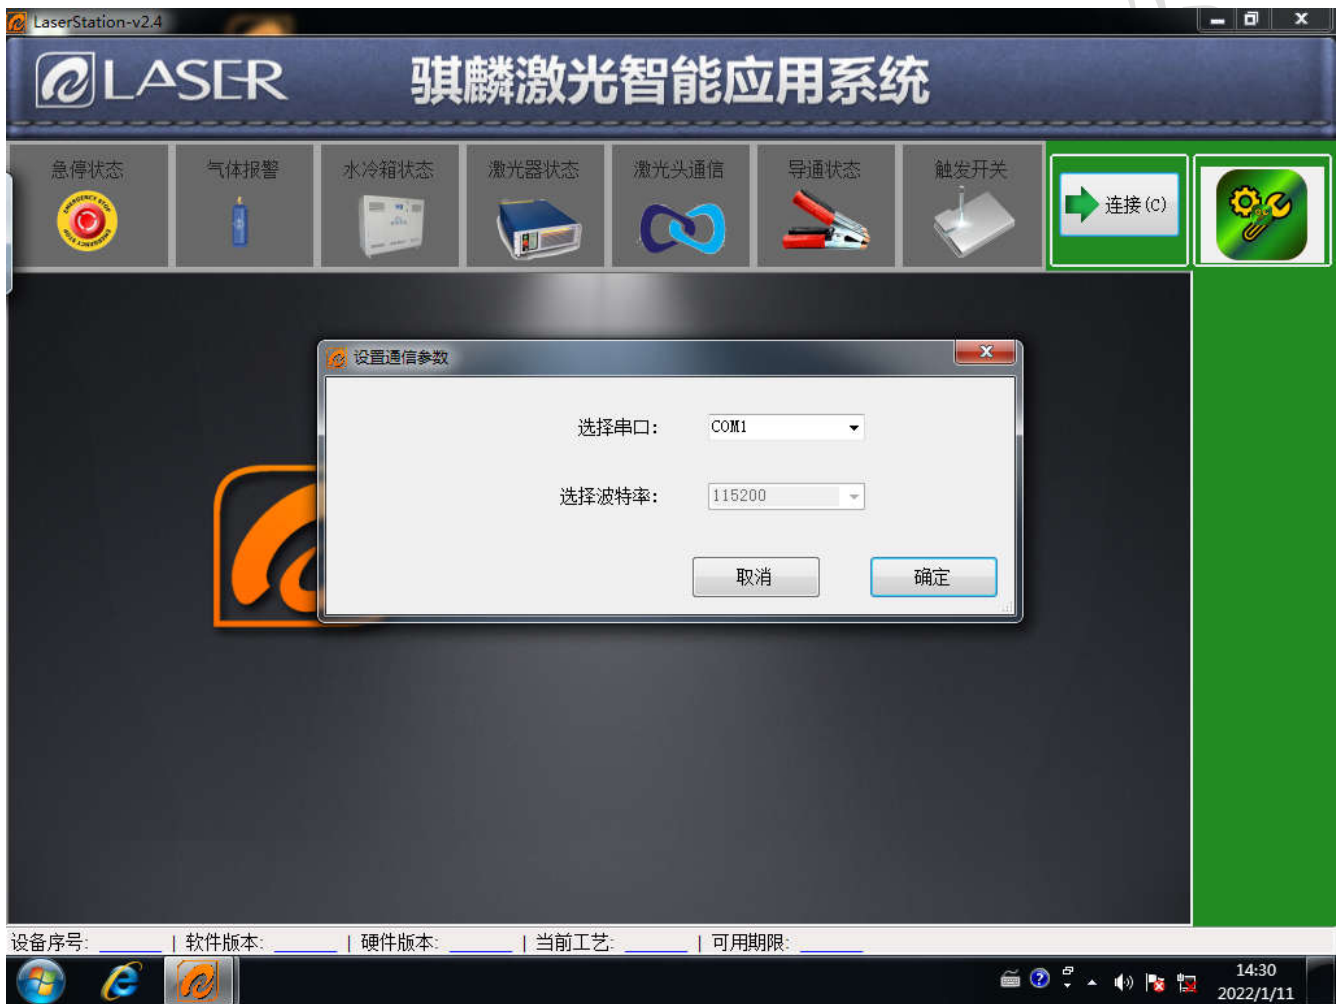 LaserStation-v2.4
LASER
骐麟激光智能应用系统
急停状态
气体报警
水冷箱状态
激光器状态
激光头通信
导通状态
触发开关
连接(C)
设置通信参数
选择串口:
COM1
选择波特率:
115200
取消
确定
设备序号:
软件版本:
硬件版本:
当前工艺:
可用期限:
14:30
2022/1/11